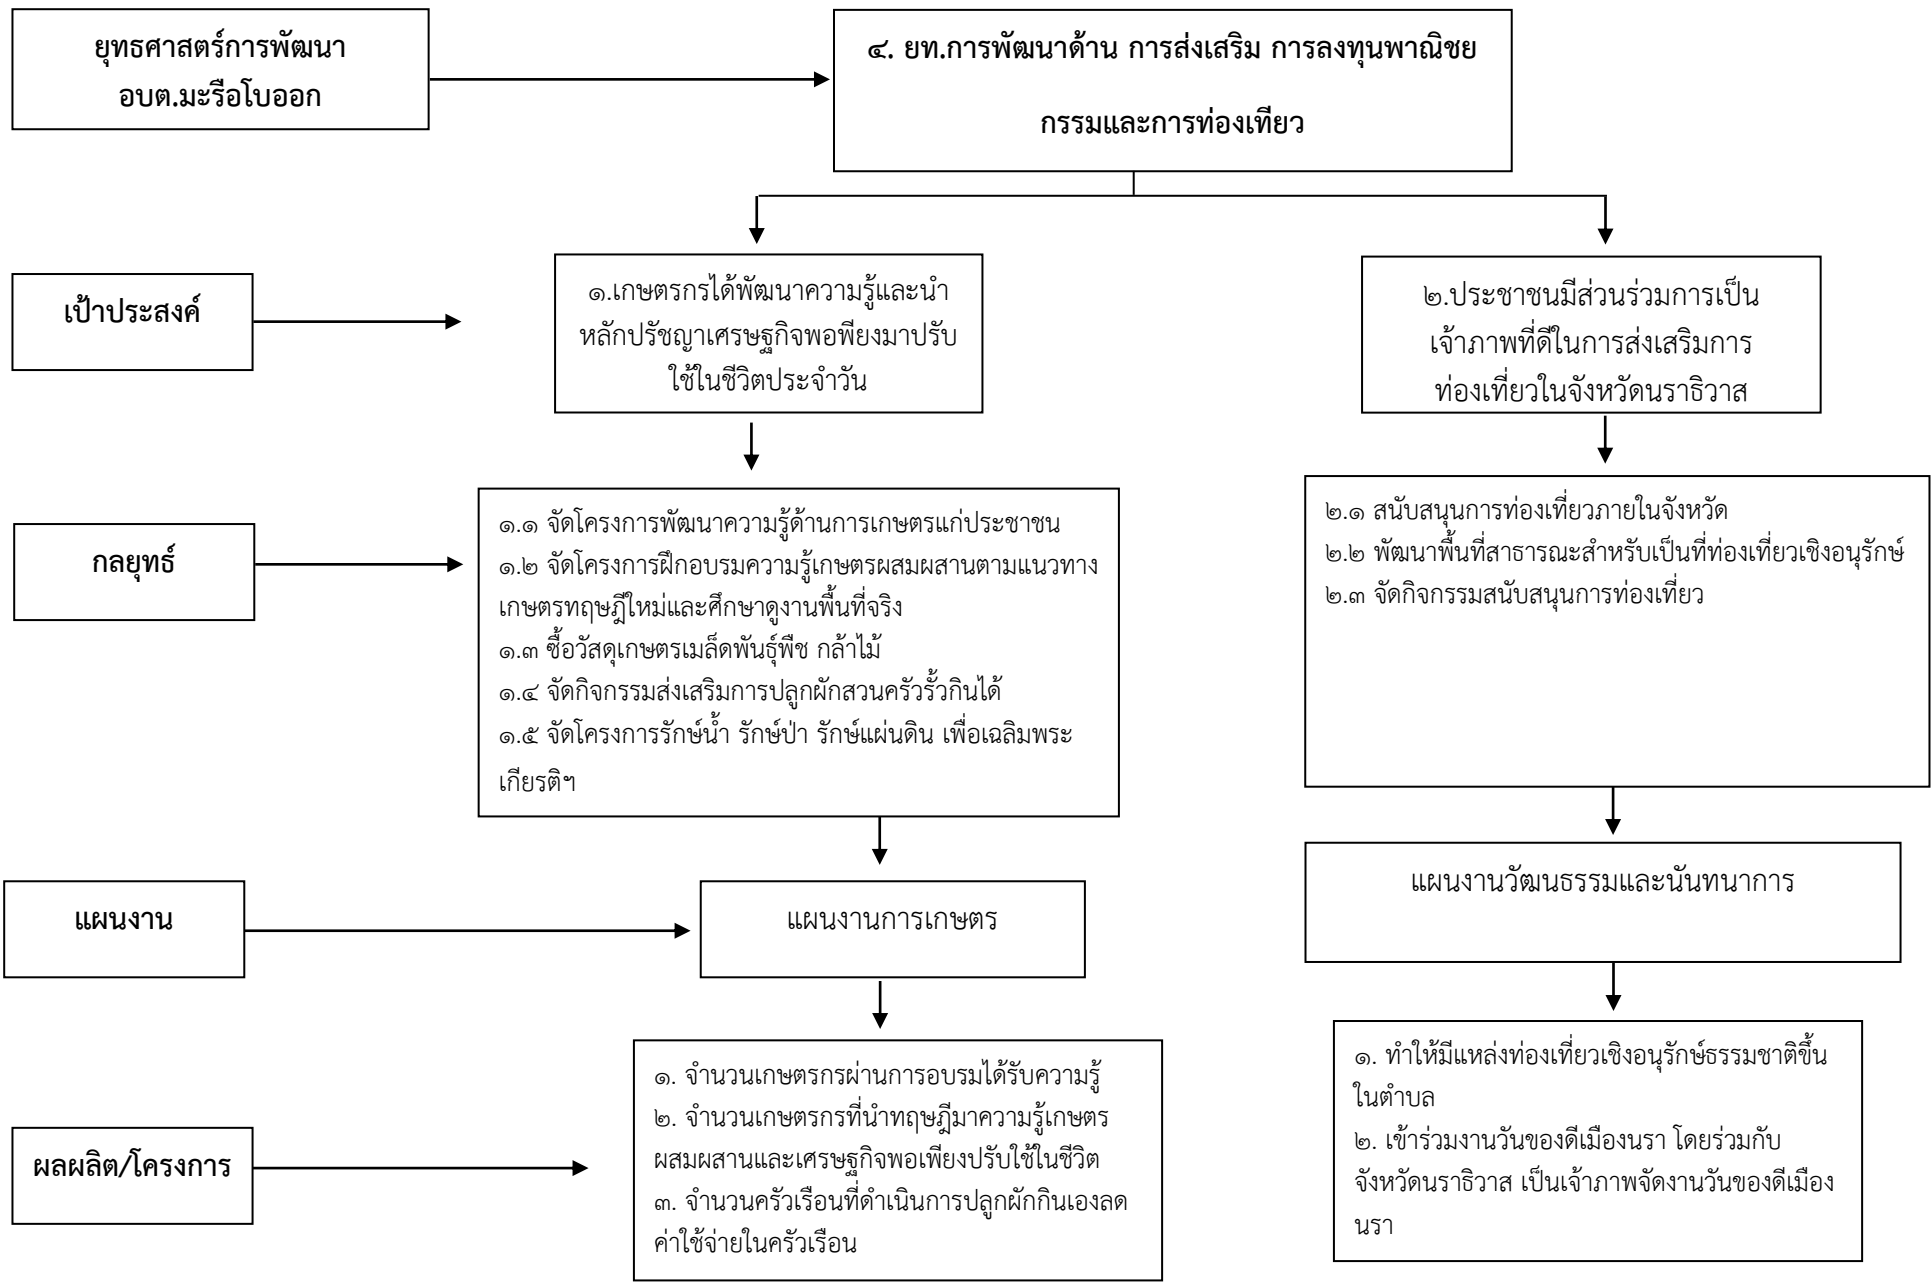 ยุทธศาสตร์การพัฒนา
อบต.มะรือโบออก
๔. ยท.การพัฒนาด้าน การส่งเสริม การลงทุนพาณิชย
กรรมและการท่องเทียว
เป้าประสงค์
๑.เกษตรกรได้พัฒนาความรู้และนำ
หลักปรัชญาเศรษฐกิจพอพียงมาปรับ
ใช้ในชีวิตประจำวัน
๒.ประชาชนมีส่วนร่วมการเป็น
เจ้าภาพที่ดีในการส่งเสริมการ
ท่องเที่ยวในจังหวัดนราธิวาส
กลยุทธ์
๑.๑ จัดโครงการพัฒนาความรู้ด้านการเกษตรแก่ประชาชน
๑.๒ จัดโครงการฝึกอบรมความรู้เกษตรผสมผสานตามแนวทาง
เกษตรทฤษฎีใหม่และศึกษาดูงานพื้นที่จริง
๑.๓ ซื้อวัสดุเกษตรเมล็ดพันธุ์พืช กล้าไม้
๑.๔ จัดกิจกรรมส่งเสริมการปลูกผักสวนครัวรั้วกินได้
๑.๕ จัดโครงการรักษ์น้ำ รักษ์ป่า รักษ์แผ่นดิน เพื่อเฉลิมพระ
เกียรติฯ
๒.๑ สนับสนุนการท่องเที่ยวภายในจังหวัด
๒.๒ พัฒนาพื้นที่สาธารณะสำหรับเป็นที่ท่องเที่ยวเชิงอนุรักษ์
๒.๓ จัดกิจกรรมสนับสนุนการท่องเที่ยว
แผนงาน
แผนงานการเกษตร
แผนงานวัฒนธรรมและนันทนาการ
ผลผลิต/โครงการ
๑. จำนวนเกษตรกรผ่านการอบรมได้รับความรู้
๒. จำนวนเกษตรกรที่นำทฤษฎีมาความรู้เกษตร
ผสมผสานและเศรษฐกิจพอเพียงปรับใช้ในชีวิต
๓. จำนวนครัวเรือนที่ดำเนินการปลูกผักกินเองลด
ค่าใช้จ่ายในครัวเรือน
๑. ทำให้มีแหล่งท่องเที่ยวเชิงอนุรักษ์ธรรมชาติขึ้น
ในตำบล
๒. เข้าร่วมงานวันของดีเมืองนรา โดยร่วมกับ
จังหวัดนราธิวาส เป็นเจ้าภาพจัดงานวันของดีเมือง
นรา